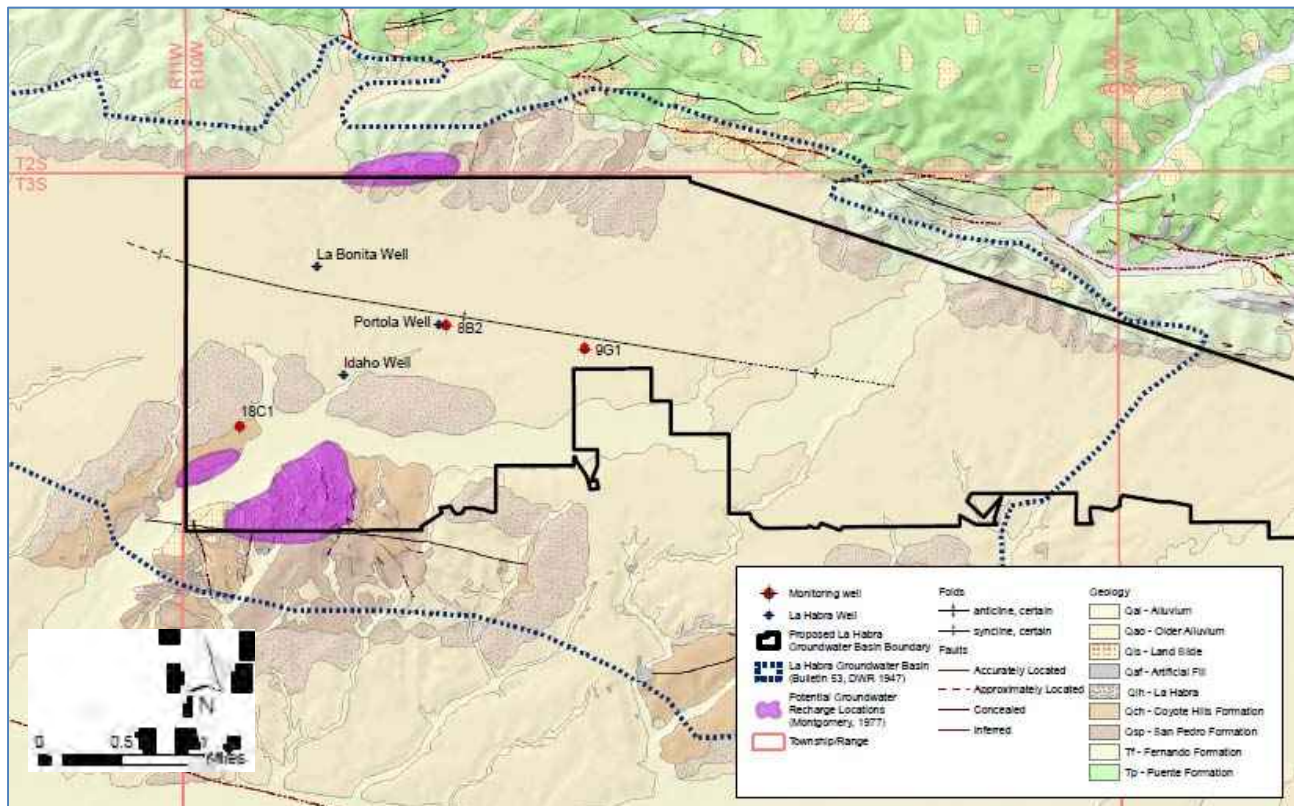 R11W
R10W
T2S
T3S
La Bonita Well
Portola Well
8B2
9G1
Idaho Well
18C1
N
0 0.5
Miles
Monitoring well
La Habra Well
Proposed La Habra
Groundwater Basin Boundary
La Habra Groundwater Basin
(Bulletin 53, DWR 1947)
Potential Groundwater
Recharge Locations
(Montgomery, 1977)
Township/Range
Folds
anticline, certain
syncline, certain
Faults
Accurately Located
Approximately Located
Concealed
Inferred
Geology
Qal - Alluvium
Qao - Older Alluvium
Qls - Land Slide
Qaf - Artificial Fill
Qlh - La Habra
Qch - Coyote Hills Formation
Qsp - San Pedro Formation
Tf - Fernando Formation
Tp - Puente Formation